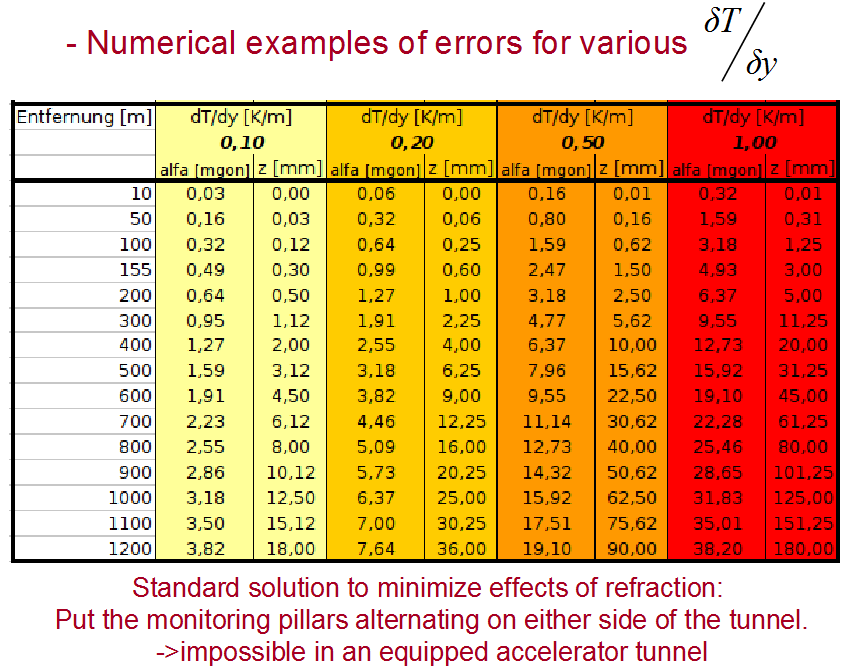 - Numerical examples of errors for various δT/δy
Entfernung [m] dT/dy [K/m] dT/dy [K/m] dT/dy [K/m] dT/dy [K/m]
0,10 0,20 0,50 1,00
alfa [mgon] z [mm] alfa [mgon] z [mm] alfa [mgon] z [mm] alfa [mgon] z [mm]
10 0,03 0,00 0,06 0,00 0,16 0,01 0,32 0,01
50 0,16 0,03 0,32 0,06 0,80 0,16 1,59 0,31
100 0,32 0,12 0,64 0,25 1,59 0,62 3,18 1,25
155 0,49 0,30 0,99 0,60 2,47 1,50 4,93 3,00
200 0,64 0,50 1,27 1,00 3,18 2,50 6,37 5,00
300 0,95 1,12 1,91 2,25 4,77 5,62 9,55 11,25
400 1,27 2,00 2,55 4,00 6,37 10,00 12,73 20,00
500 1,59 3,12 3,18 6,25 7,96 15,62 15,92 31,25
600 1,91 4,50 3,82 9,00 9,55 22,50 19,10 45,00
700 2,23 6,12 4,46 12,25 11,14 30,62 22,28 61,25
800 2,55 8,00 5,09 16,00 12,73 40,00 25,46 80,00
900 2,86 10,12 5,73 20,25 14,32 50,62 28,65 101,25
1000 3,18 12,50 6,37 25,00 15,92 62,50 31,83 125,00
1100 3,50 15,12 7,00 30,25 17,51 75,62 35,01 151,25
1200 3,82 18,00 7,64 36,00 19,10 90,00 38,20 180,00
Standard solution to minimize effects of refraction:
Put the monitoring pillars alternating on either side of the tunnel.
->impossible in an equipped accelerator tunnel